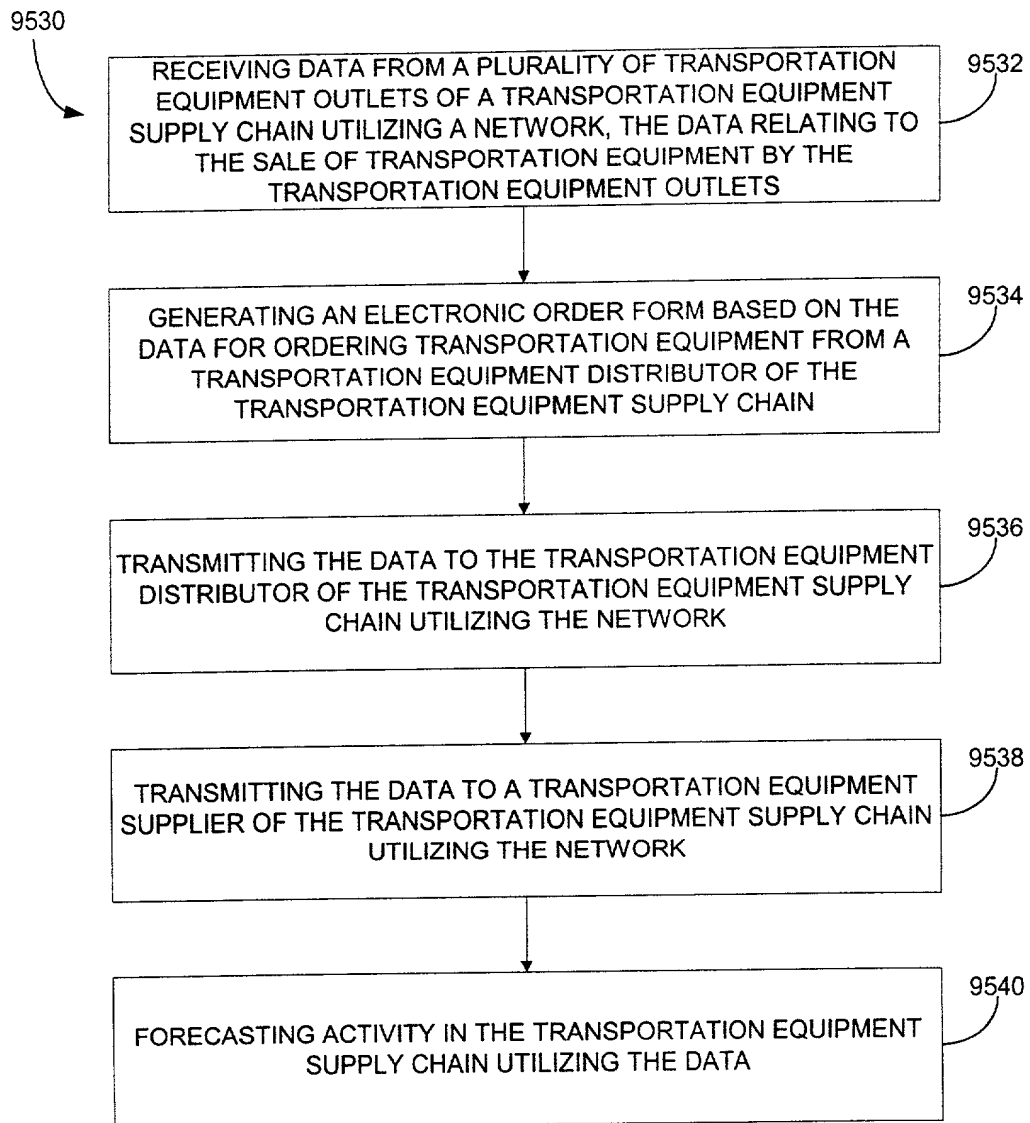 9530
RECEIVING DATA FROM A PLURALITY OF TRANSPORTATION
EQUIPMENT OUTLETS OF A TRANSPORTATION EQUIPMENT
SUPPLY CHAIN UTILIZING A NETWORK, THE DATA RELATING TO
THE SALE OF TRANSPORTATION EQUIPMENT BY THE
TRANSPORTATION EQUIPMENT OUTLETS
9532
GENERATING AN ELECTRONIC ORDER FORM BASED ON THE
DATA FOR ORDERING TRANSPORTATION EQUIPMENT FROM A
TRANSPORTATION EQUIPMENT DISTRIBUTOR OF THE
TRANSPORTATION EQUIPMENT SUPPLY CHAIN
9534
TRANSMITTING THE DATA TO THE TRANSPORTATION EQUIPMENT
DISTRIBUTOR OF THE TRANSPORTATION EQUIPMENT SUPPLY
CHAIN UTILIZING THE NETWORK
9536
TRANSMITTING THE DATA TO A TRANSPORTATION EQUIPMENT
SUPPLIER OF THE TRANSPORTATION EQUIPMENT SUPPLY CHAIN
UTILIZING THE NETWORK
9538
FORECASTING ACTIVITY IN THE TRANSPORTATION EQUIPMENT
SUPPLY CHAIN UTILIZING THE DATA
9540